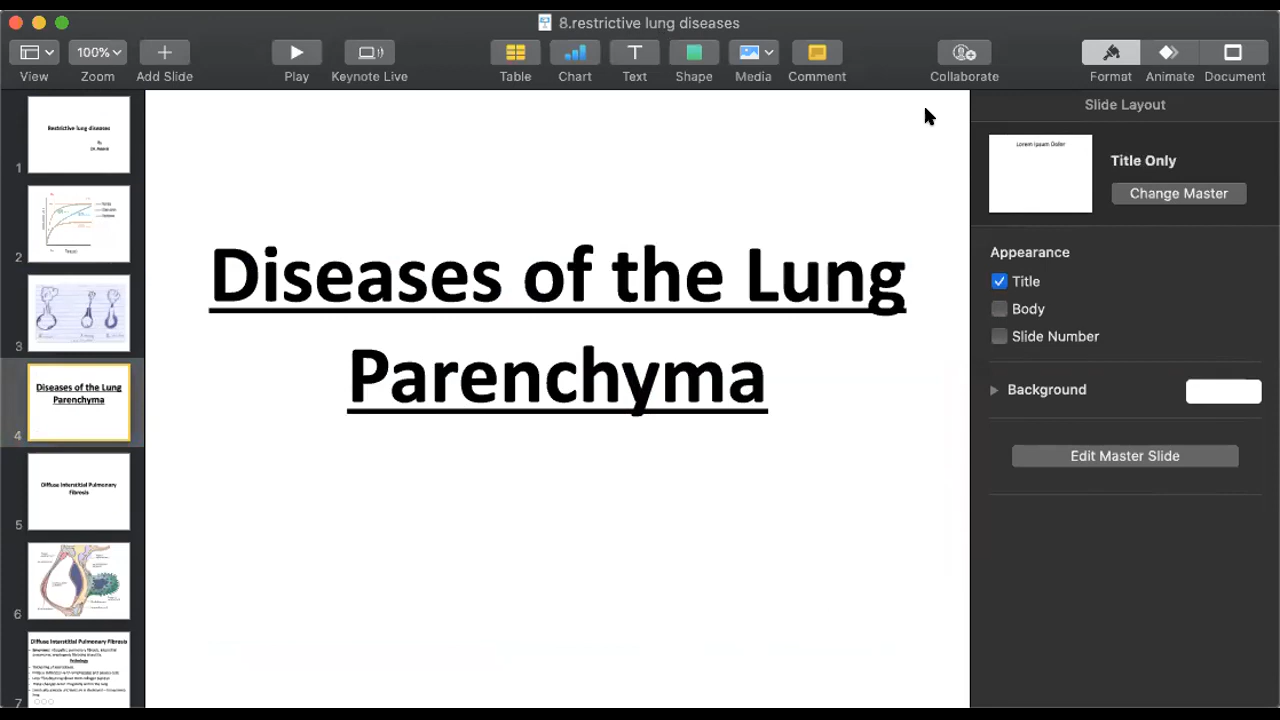 8.restrictive lung diseases
100%
View
Zoom
Add Slide
Play
Keynote Live
Table
Chart
Text
Shape
Media
Comment
Collaborate
Format
Animate
Document
Restrictive lung diseases
By
1
2
3
Diseases of the Lung
Parenchyma
4
Diffuse Interstitial Pulmonary
Fibrosis
5
6
Diffuse Interstitial Pulmonary Fibrosis
7
Diseases of the Lung
Parenchyma
Slide Layout
Lorem Ipsum Dolor
Title Only
Change Master
Appearance
Title
Body
Slide Number
Background
Edit Master Slide